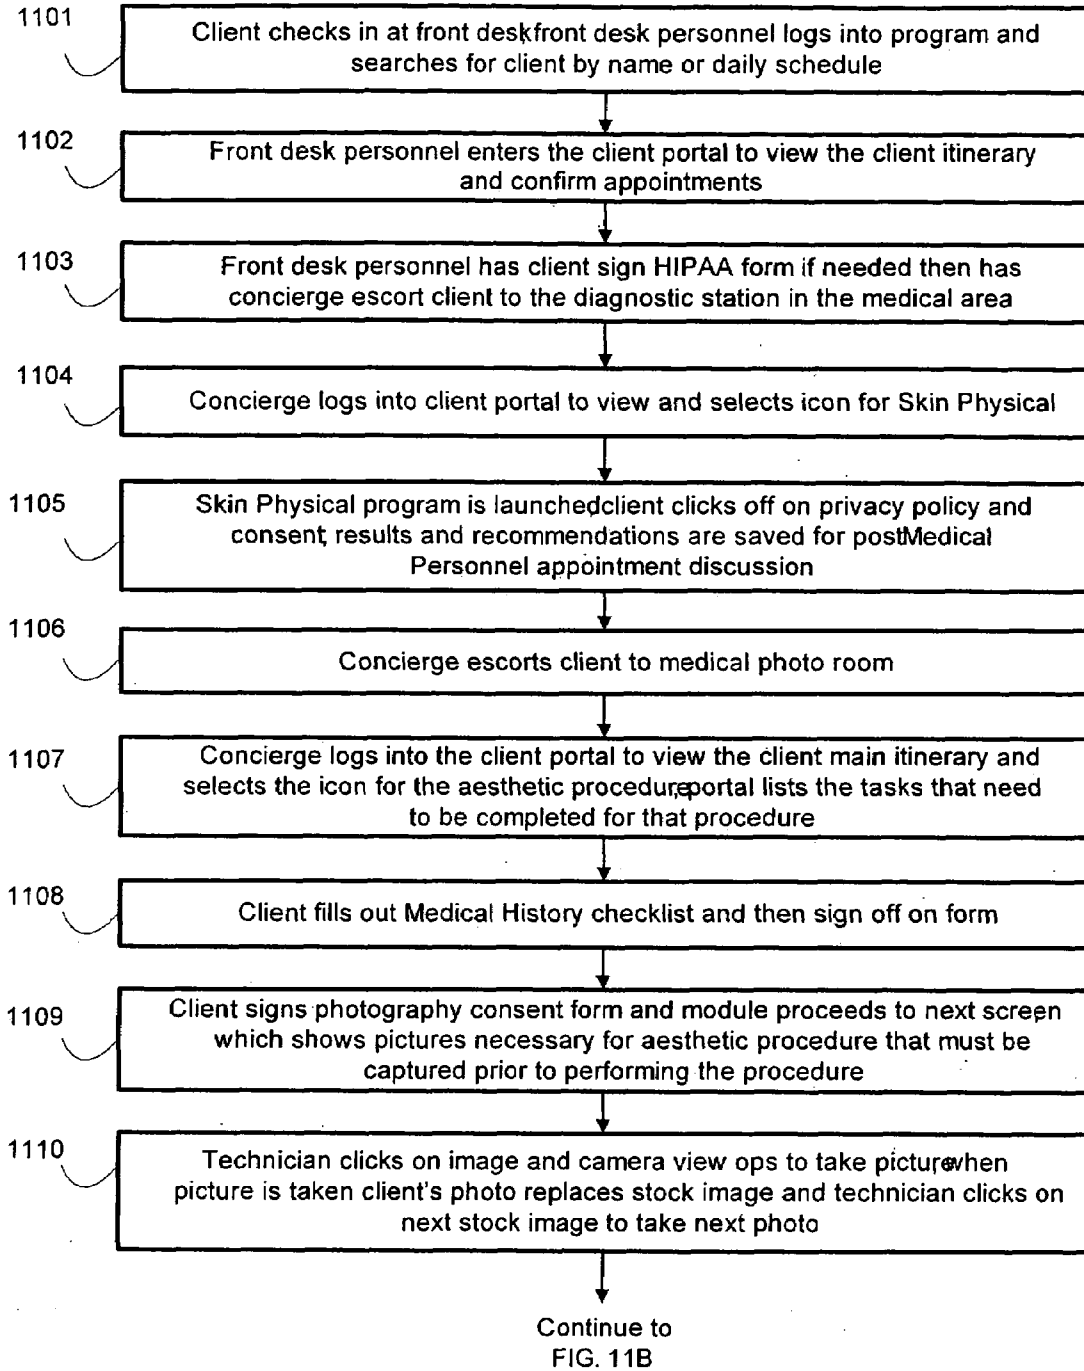 1101
Client checks in at front desk; front desk personnel logs into program and
searches for client by name or daily schedule
1102
Front desk personnel enters the client portal to view the client itinerary
and confirm appointments
1103
Front desk personnel has client sign HIPAA form if needed then has
concierge escort client to the diagnostic station in the medical area
1104
Concierge logs into client portal to view and selects icon for Skin Physical
1105
Skin Physical program is launched; client clicks off on privacy policy and
consent; results and recommendations are saved for post Medical
Personnel appointment discussion
1106
Concierge escorts client to medical photo room
1107
Concierge logs into the client portal to view the client main itinerary and
selects the icon for the aesthetic procedure; portal lists the tasks that need
to be completed for that procedure
1108
Client fills out Medical History checklist and then sign off on form
1109
Client signs photography consent form and module proceeds to next screen
which shows pictures necessary for aesthetic procedure that must be
captured prior to performing the procedure
1110
Technician clicks on image and camera view ops to take picture; when
picture is taken client's photo replaces stock image and technician clicks on
next stock image to take next photo
Continue to
FIG. 11B